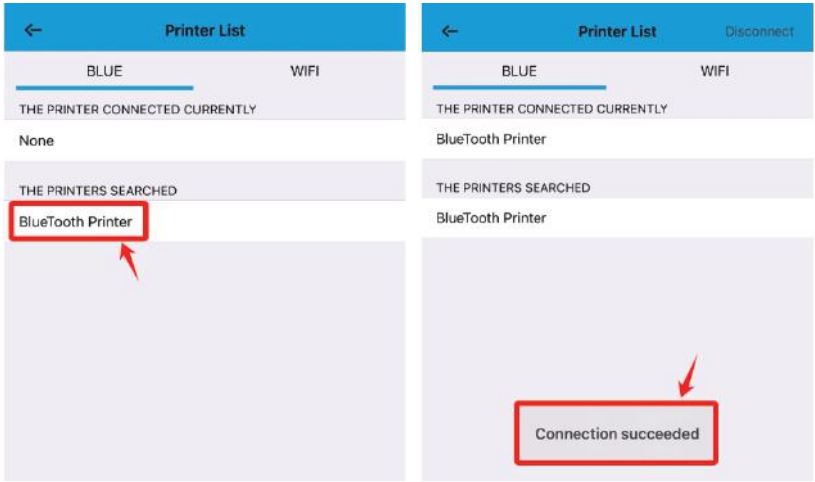 Printer List
BLUE WIFI
THE PRINTER CONNECTED CURRENTLY
None
THE PRINTERS SEARCHED
BlueTooth Printer
Printer List Disconnect
BLUE WIFI
THE PRINTER CONNECTED CURRENTLY
BlueTooth Printer
THE PRINTERS SEARCHED
BlueTooth Printer
Connection succeeded